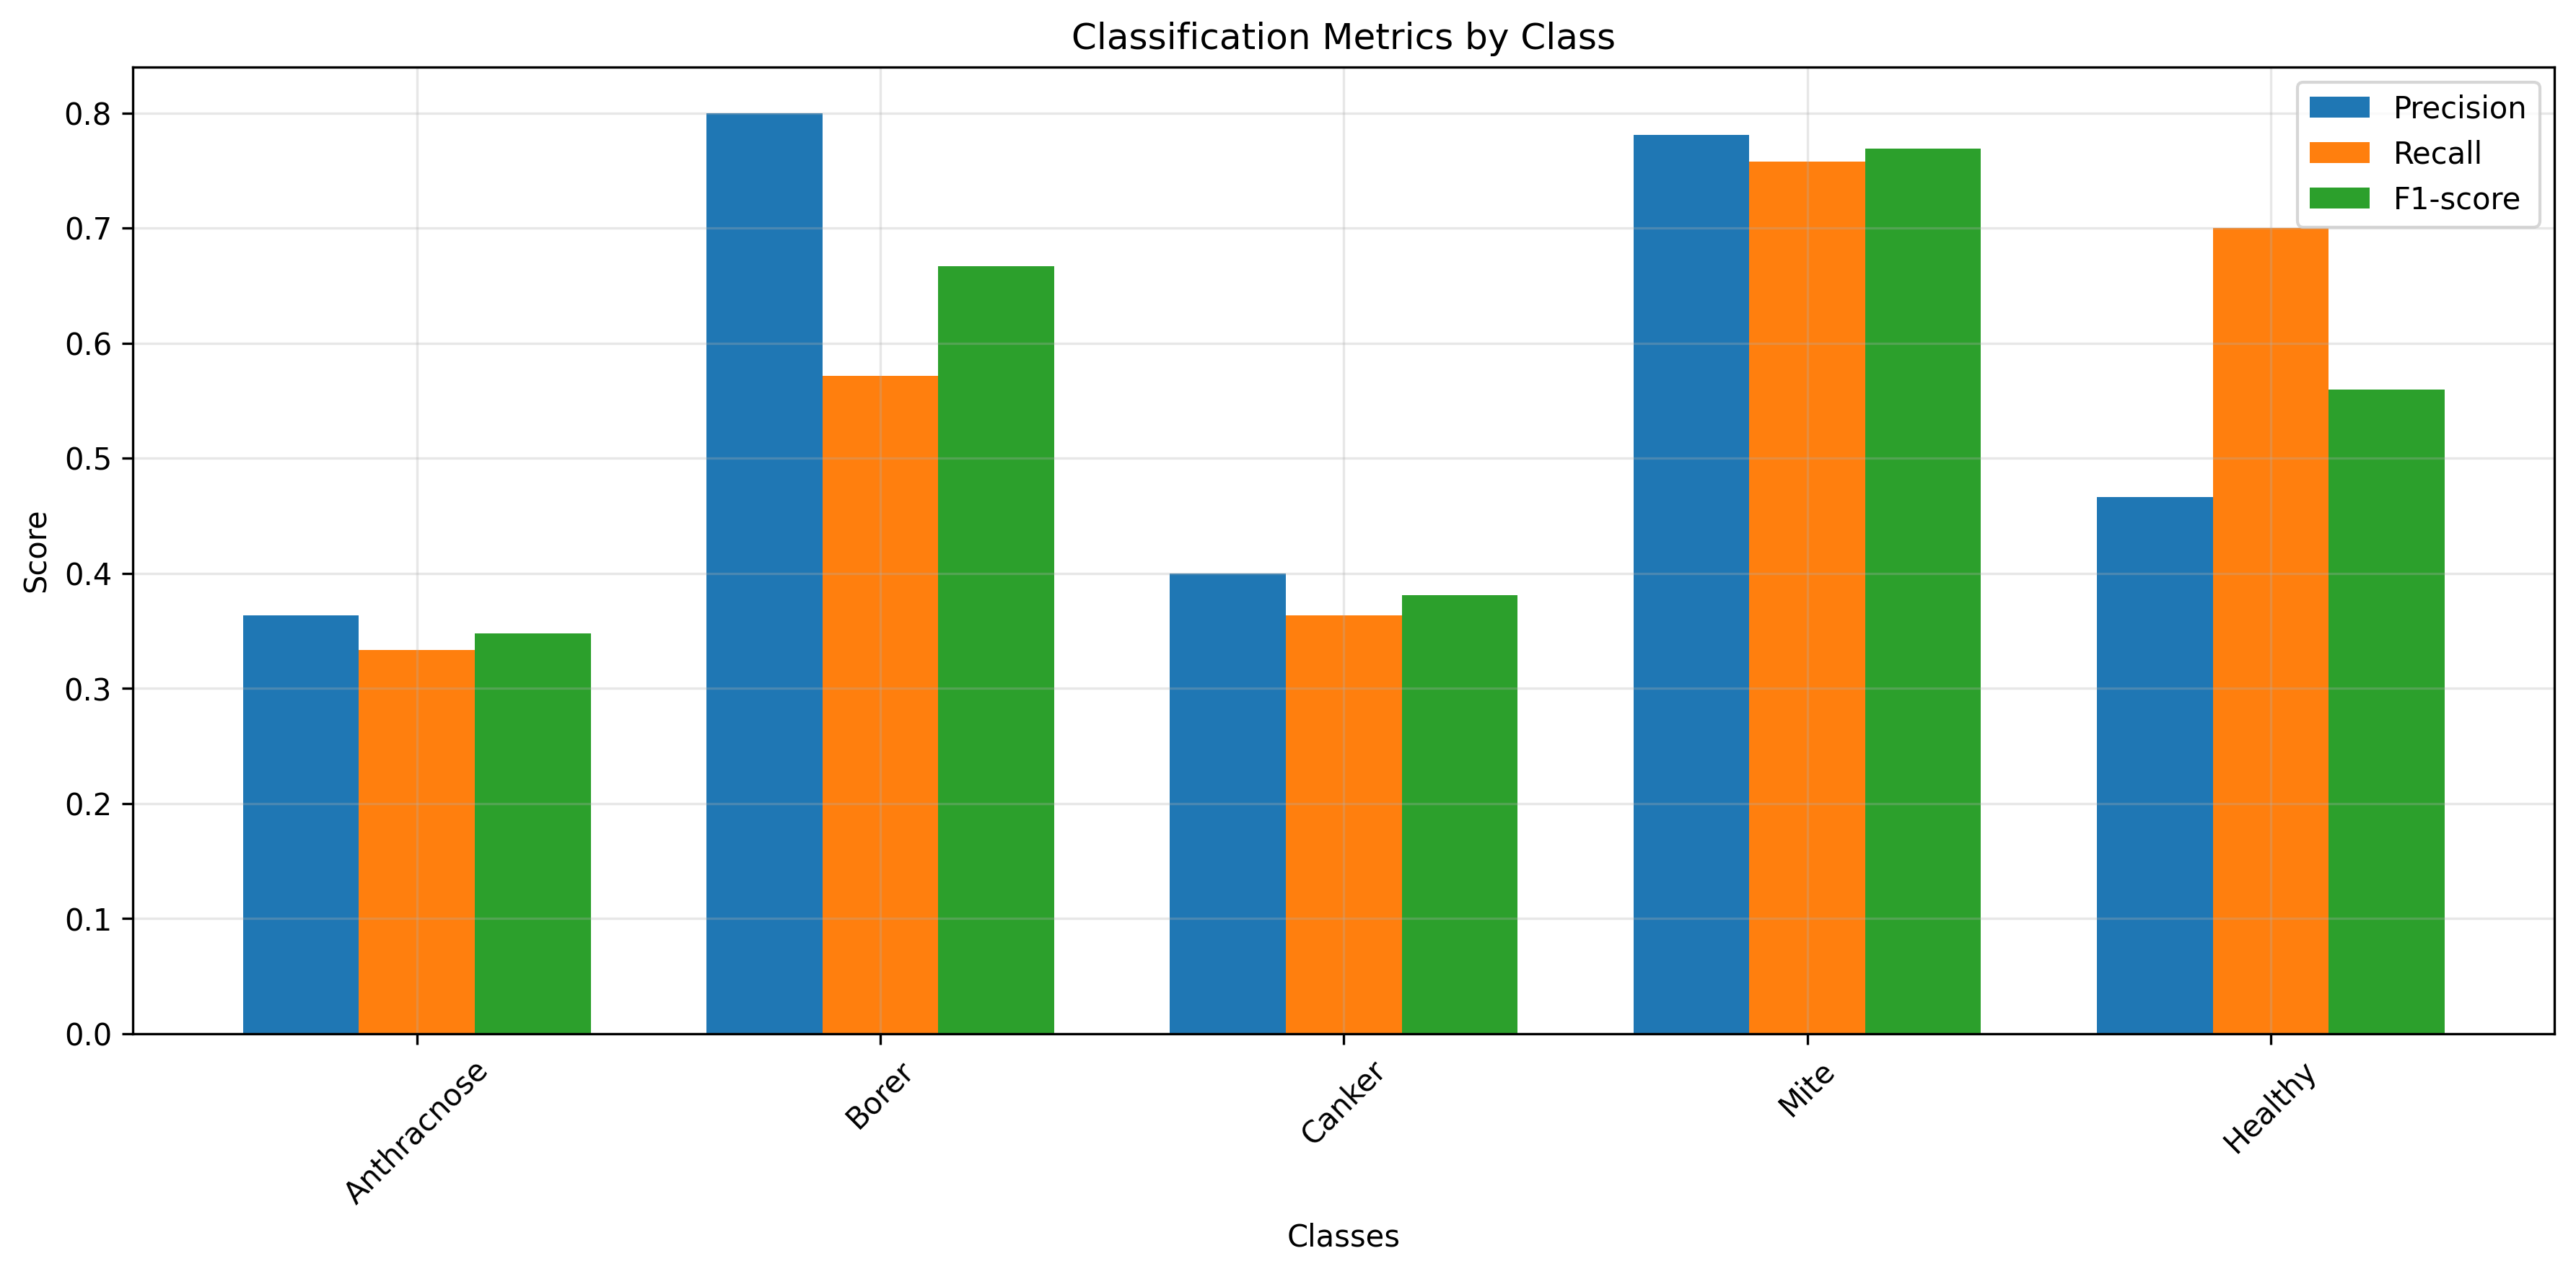 Classification Metrics by Class
Precision
Recall
F1-score
Score
0.8
0.7
0.6
0.5
0.4
0.3
0.2
0.1
0.0
Anthracnose
Borer
Canker
Mite
Healthy
Classes